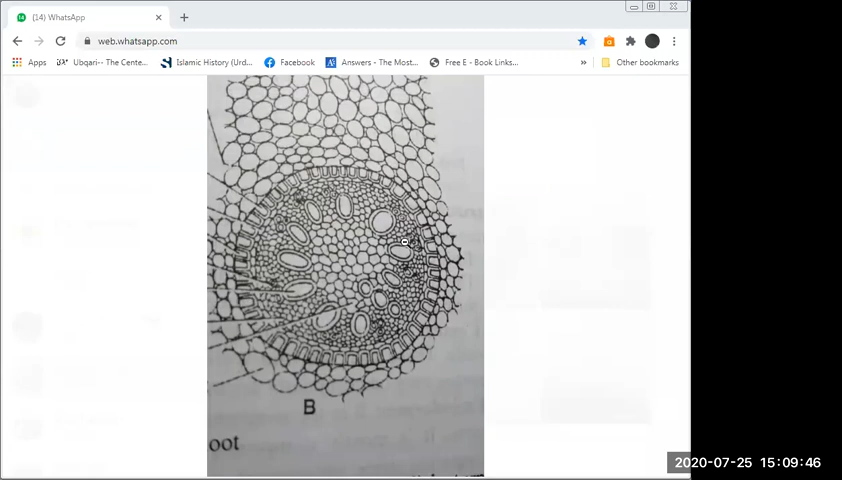 (14) WhatsApp
web.whatsapp.com
Apps
Ubqari-- The Cente...
Islamic History (Urd...
Facebook
Answers - The Most...
Free E - Book Links...
»
Other bookmarks
B
oot
2020-07-25 15:09:46